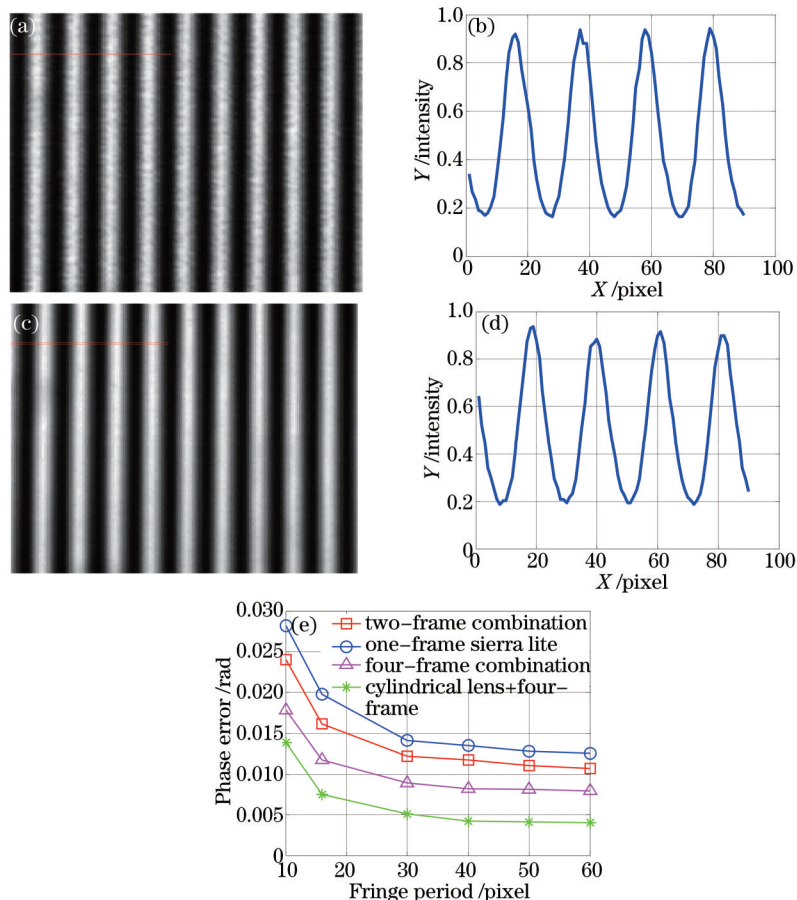 (a)
(b)
1.0
0.8
0.6
0.4
0.2
0
Y /intensity
0
20
40
60
80
100
X /pixel
(c)
(d)
1.0
0.8
0.6
0.4
0.2
0
Y /intensity
0
20
40
60
80
100
X /pixel
(e)
0.030
0.025
0.020
0.015
0.010
0.005
0
Phase error /rad
two-frame combination
one-frame sierra lite
four-frame combination
cylindrical lens+four-
frame
10
20
30
40
50
60
Fringe period /pixel